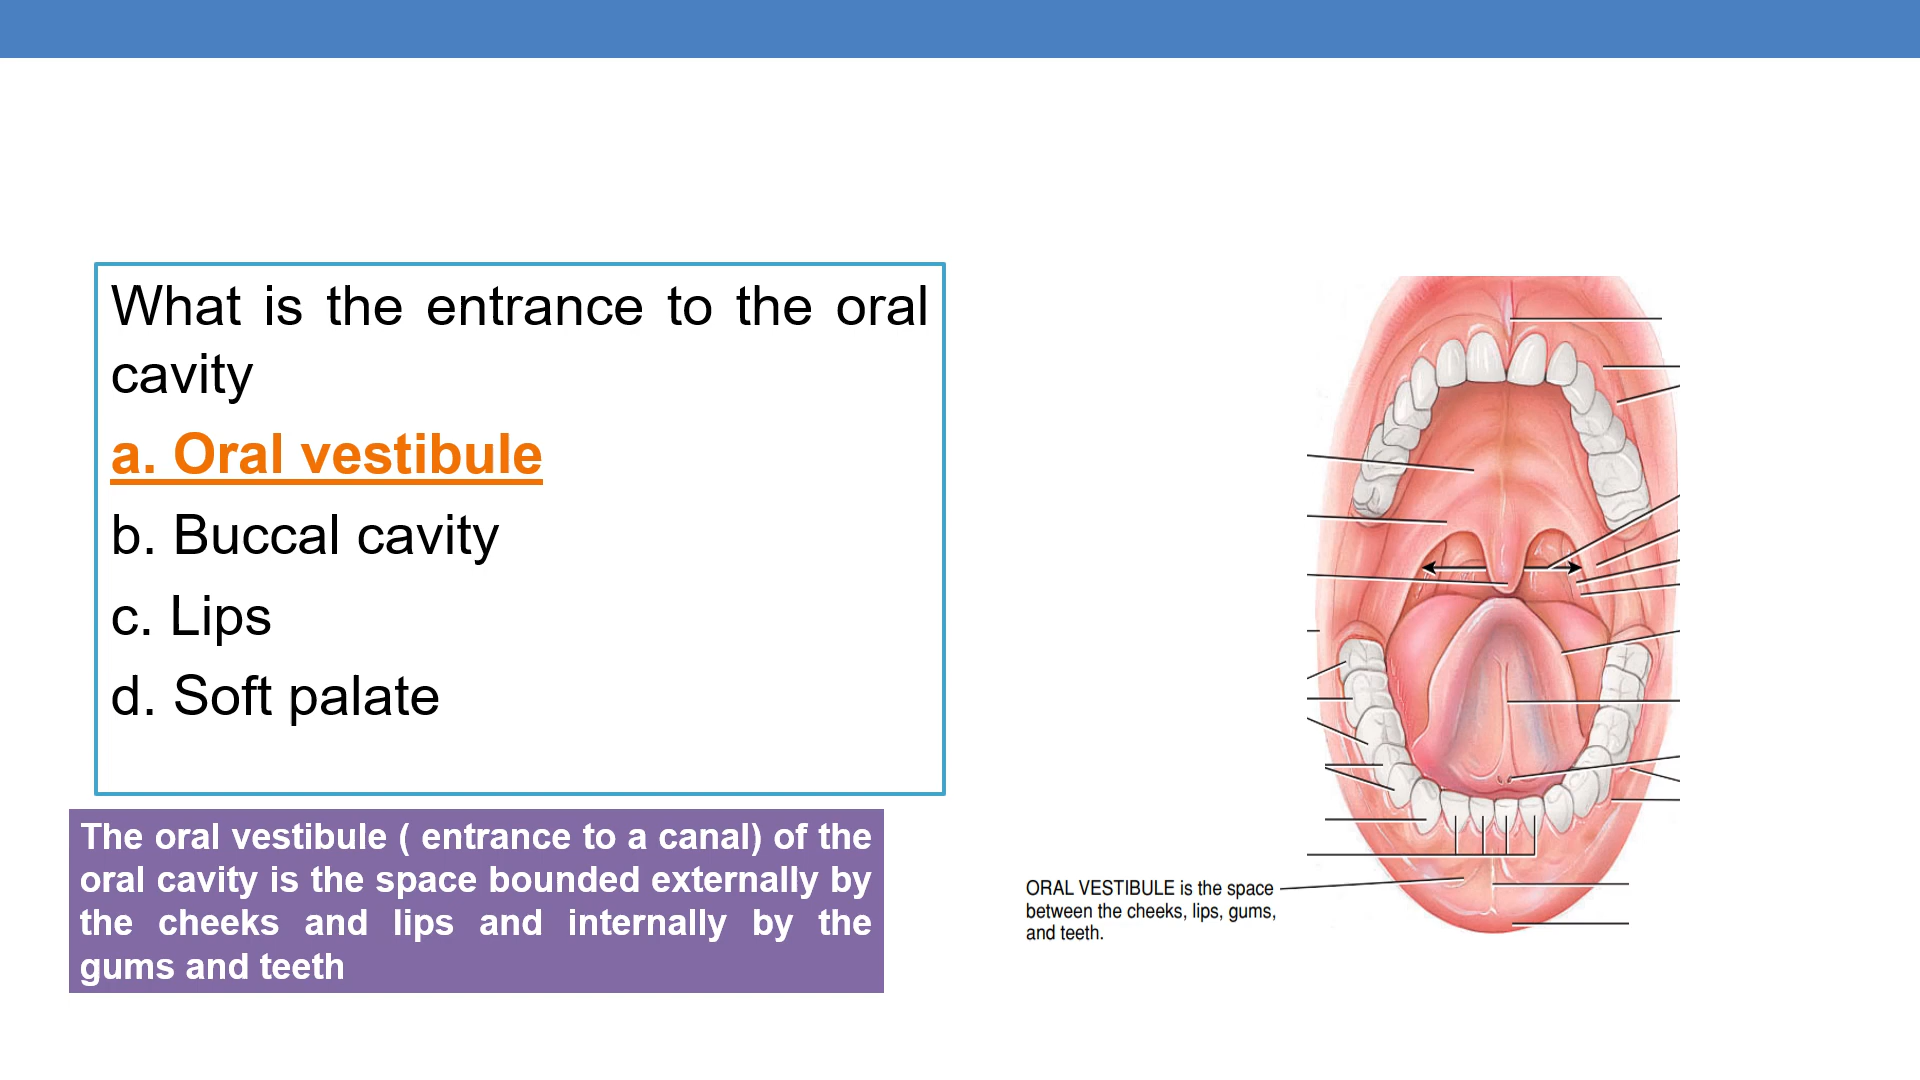 What is the entrance to the oral
cavity
a. Oral vestibule
b. Buccal cavity
c. Lips
d. Soft palate
The oral vestibule ( entrance to a canal) of the
oral cavity is the space bounded externally by
the cheeks and lips and internally by the
gums and teeth
ORAL VESTIBULE is the space
between the cheeks, lips, gums,
and teeth.